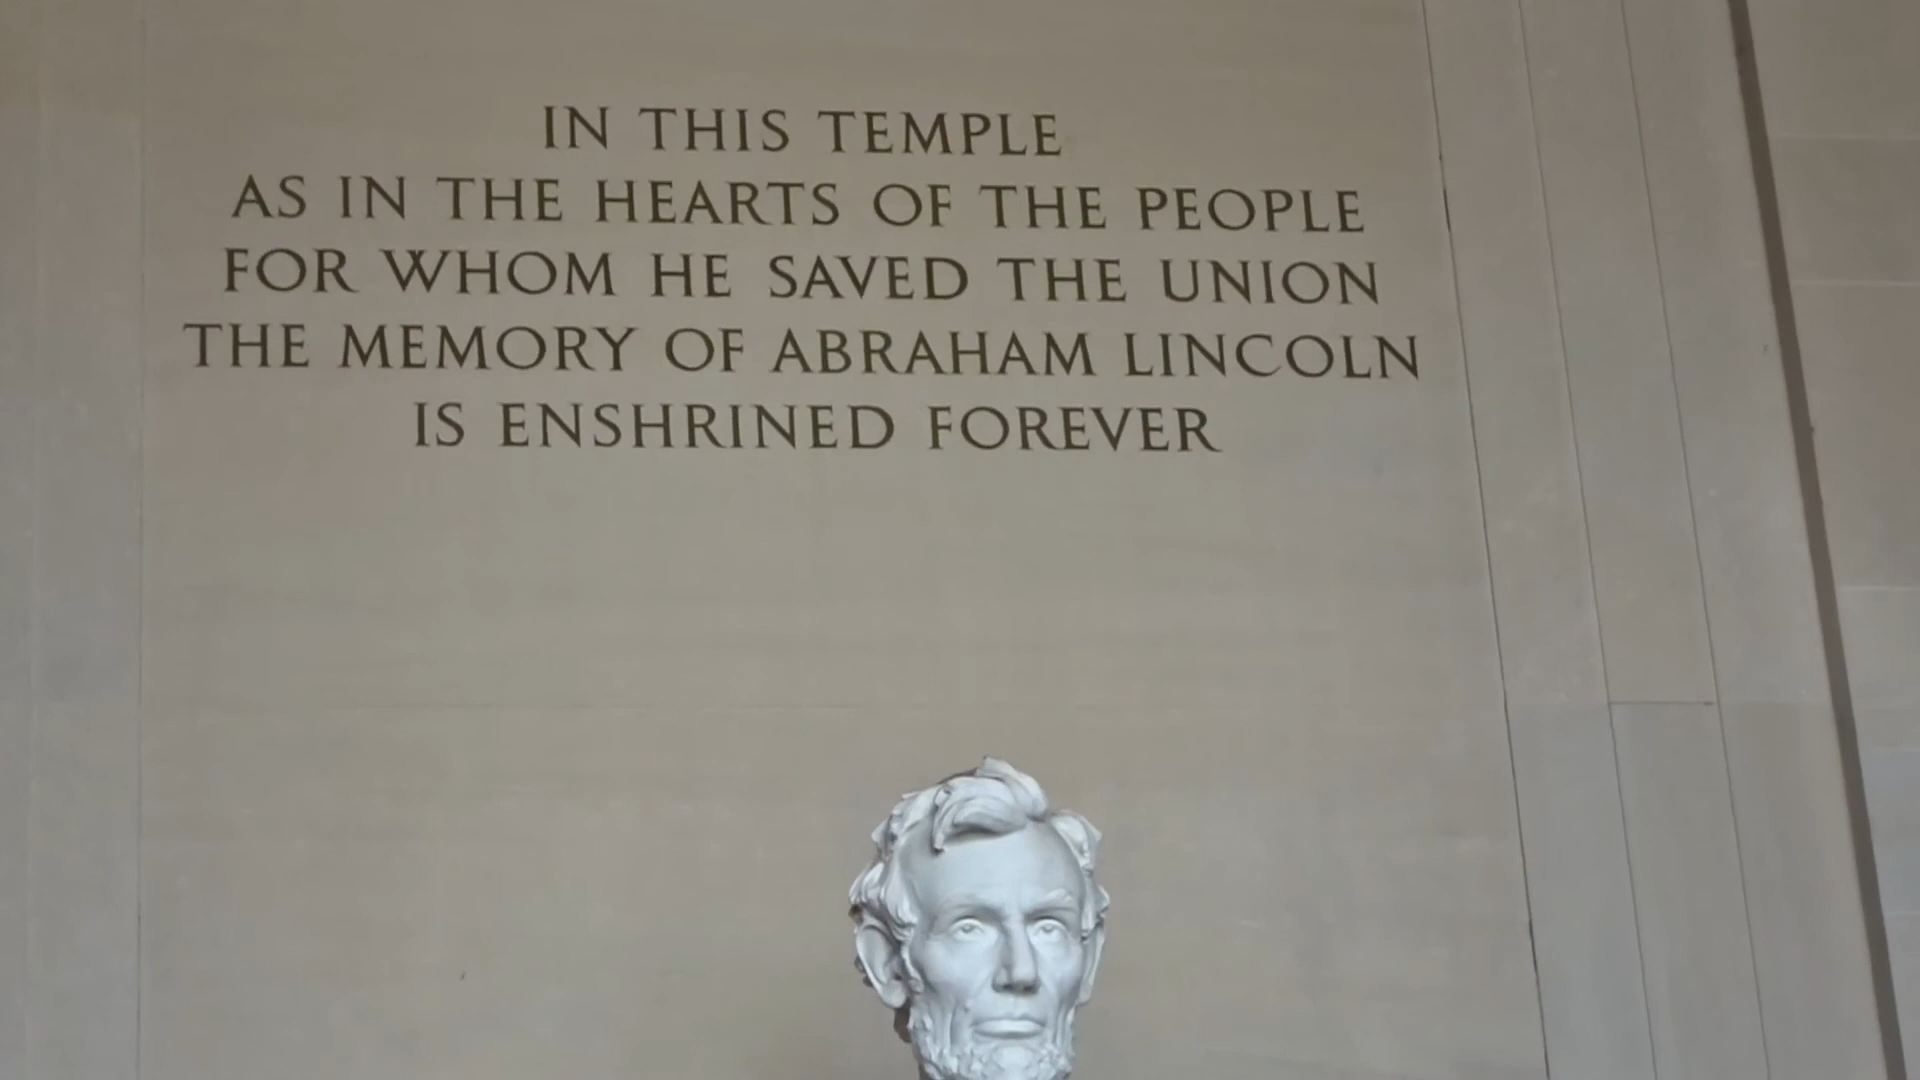 IN THIS TEMPLE
AS IN THE HEARTS OF THE PEOPLE
FOR WHOM HE SAVED THE UNION
THE MEMORY OF ABRAHAM LINCOLN
IS ENSHRINED FOREVER